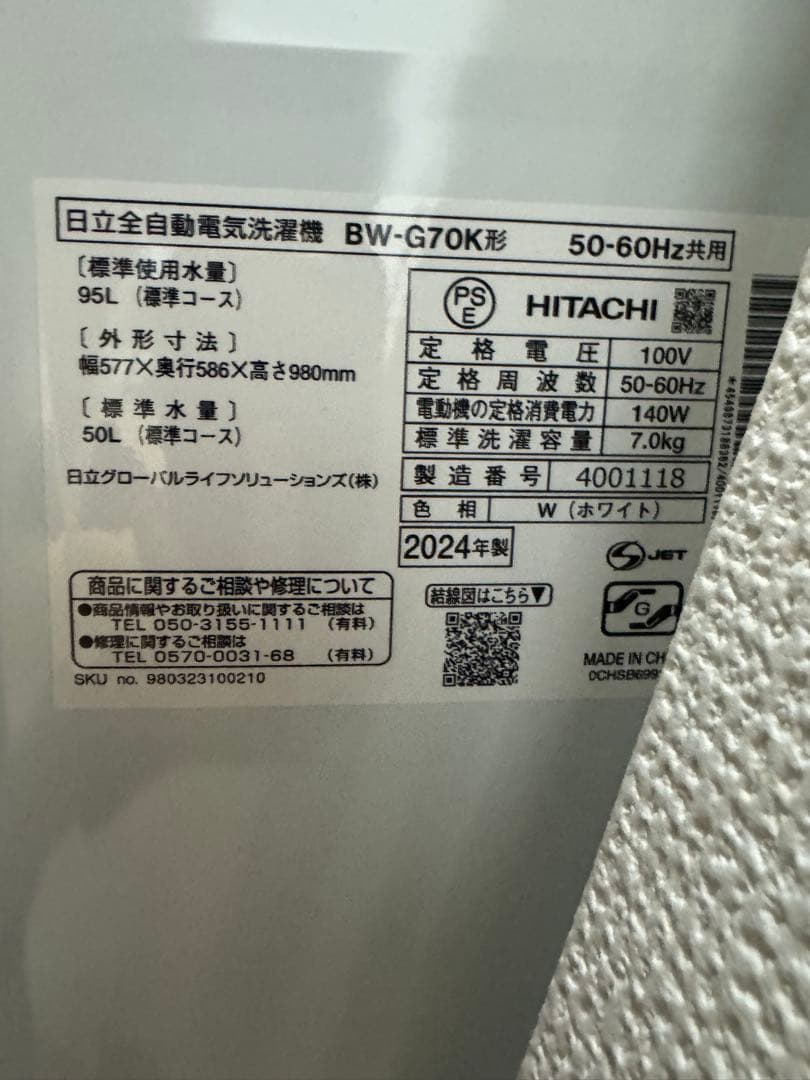 日立全自動電気洗濯機 BW-G70K形 50-60Hz共用
〔標準使用水量〕
95L (標準コース)
〔外形寸法〕
幅577×奥行586×高さ980mm
〔標準水量〕
50L (標準コース)
日立グローバルライフソリューションズ(株)
PS
E
HITACHI
定格電圧 100V
定格周波数 50-60Hz
電動機の定格消費電力 140W
標準洗濯容量 7.0kg
製造番号 4001118
色相 W (ホワイト)
2024年製
JET
商品に関するご相談や修理について
●商品情報やお取り扱いに関するご相談は
TEL 050-3155-1111 (有料)
●修理に関するご相談は
TEL 0570-0031-68 (有料)
SKU no. 980323100210
結線図はこちら▼
G
MADE IN CH